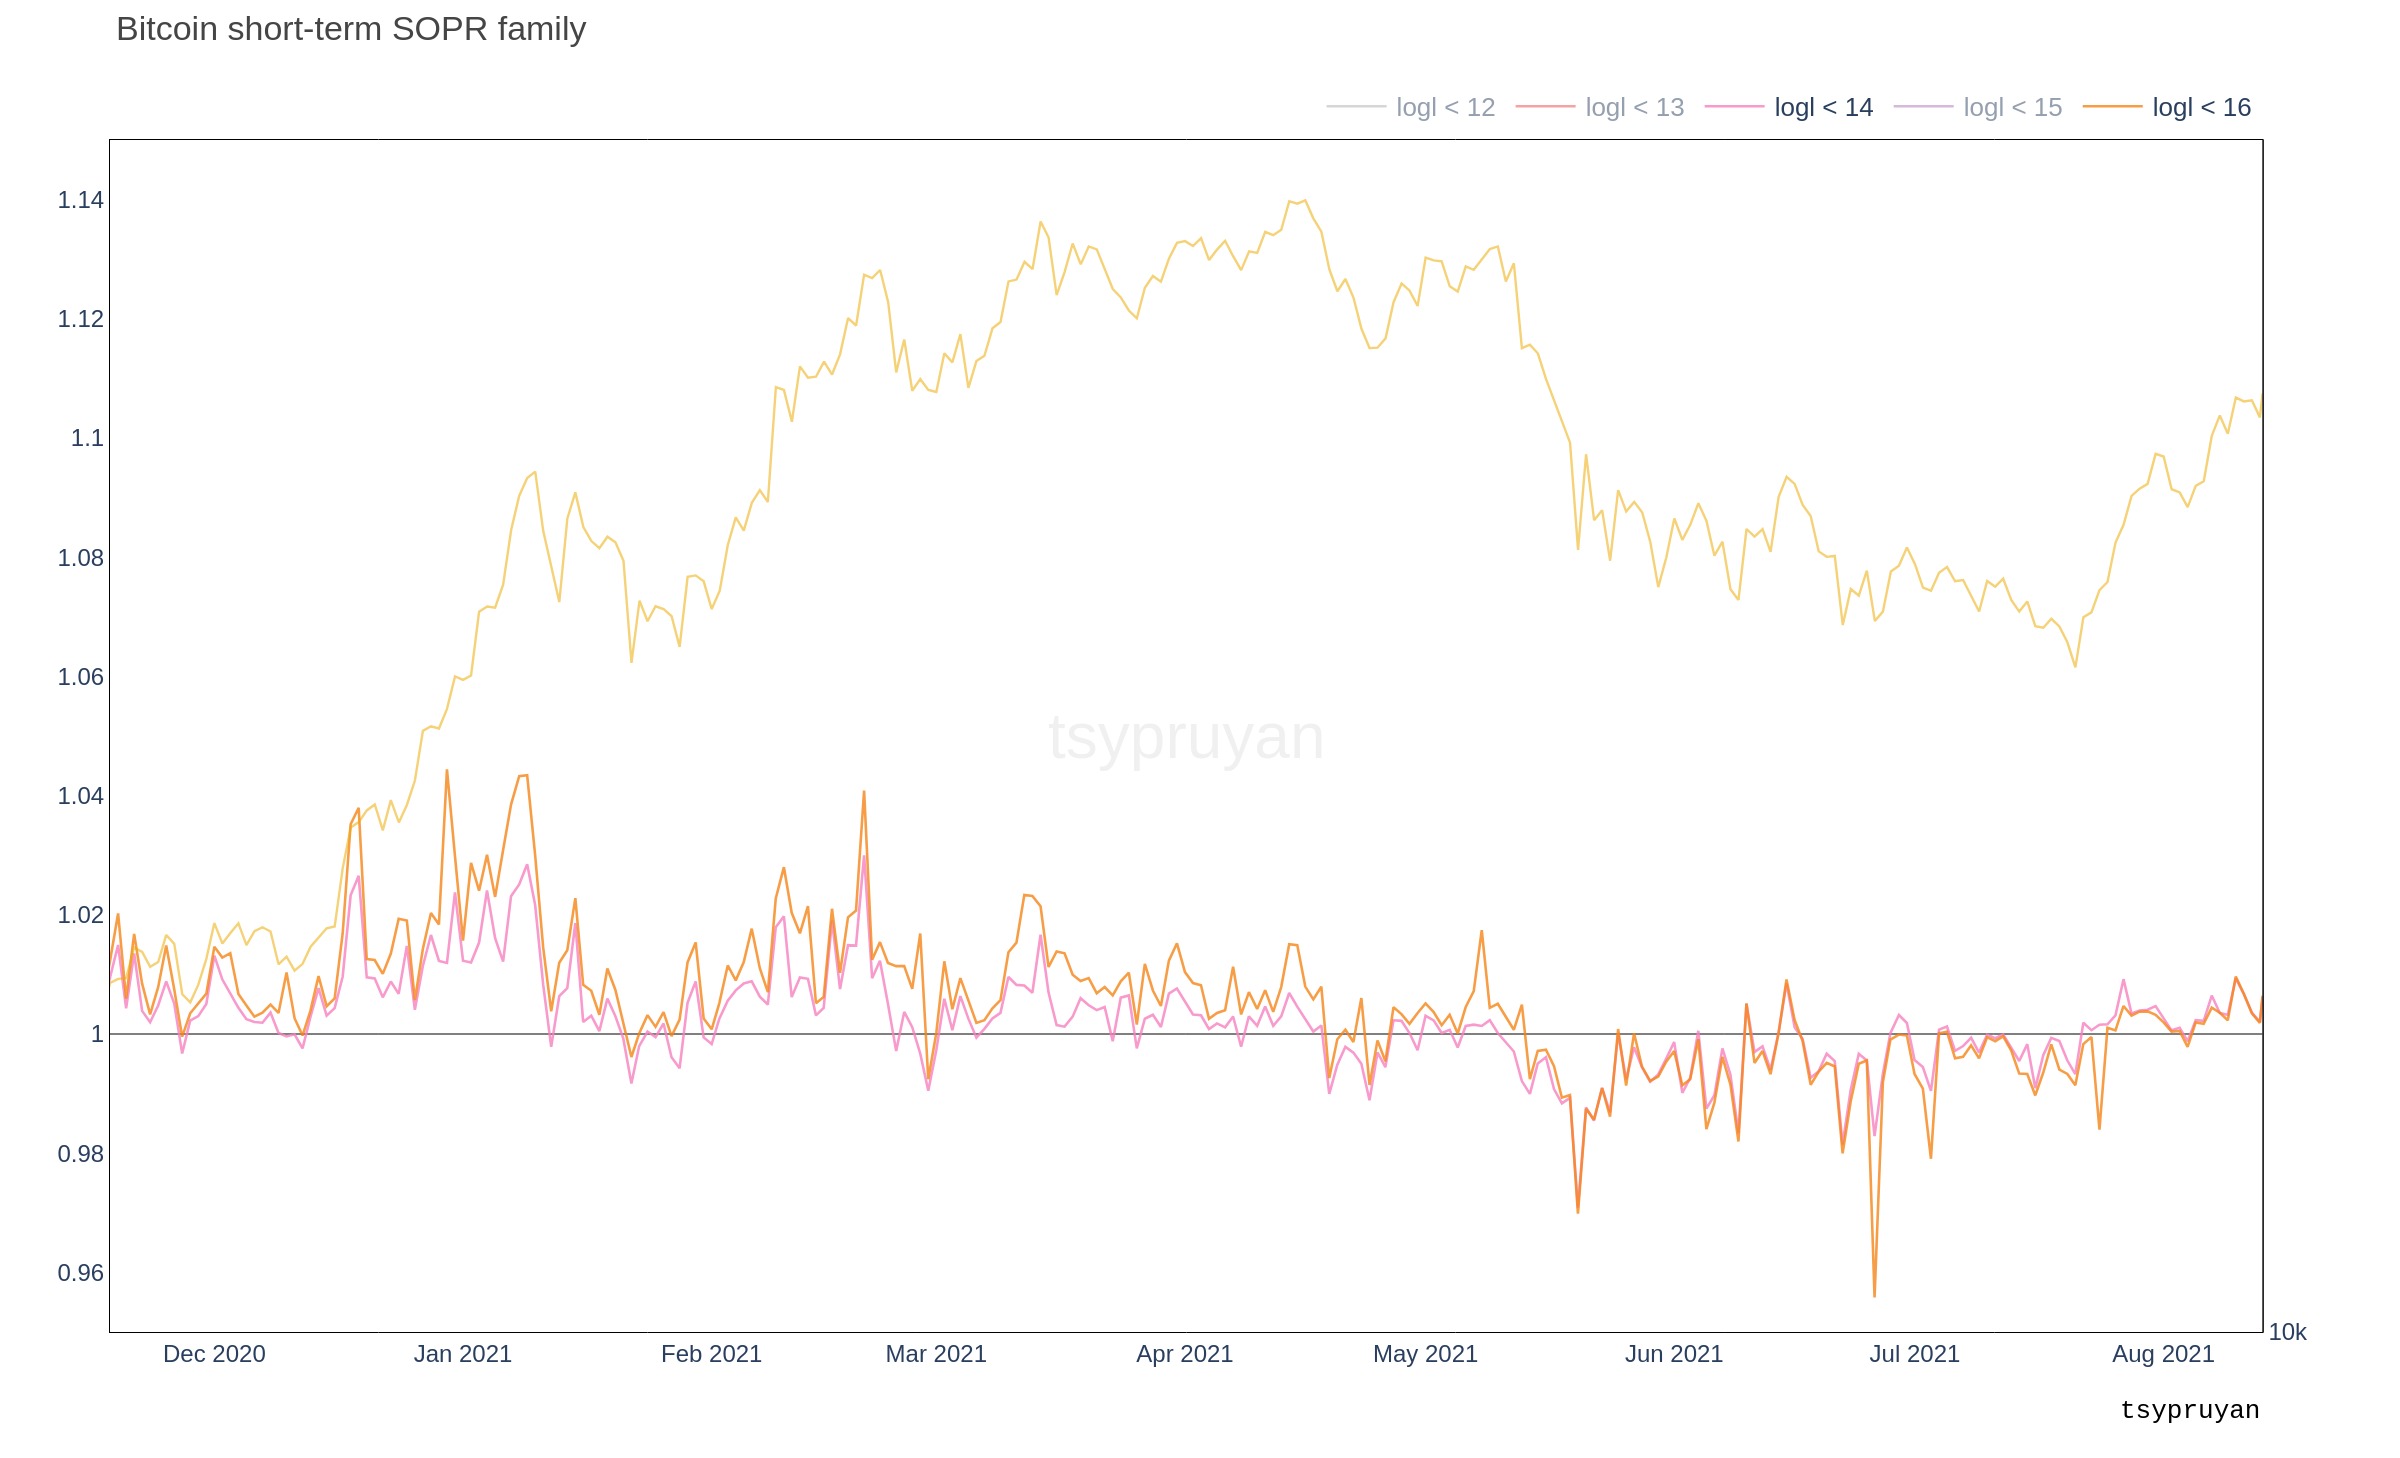 Bitcoin short-term SOPR family
logl < 12 logl < 13 logl < 14 logl < 15 logl < 16
1.14
1.12
1.1
1.08
1.06
tsypruyan
1.04
1.02
1
0.98
0.96
10k
Dec 2020 Jan 2021 Feb 2021 Mar 2021 Apr 2021 May 2021 Jun 2021 Jul 2021 Aug 2021
tsypruyan